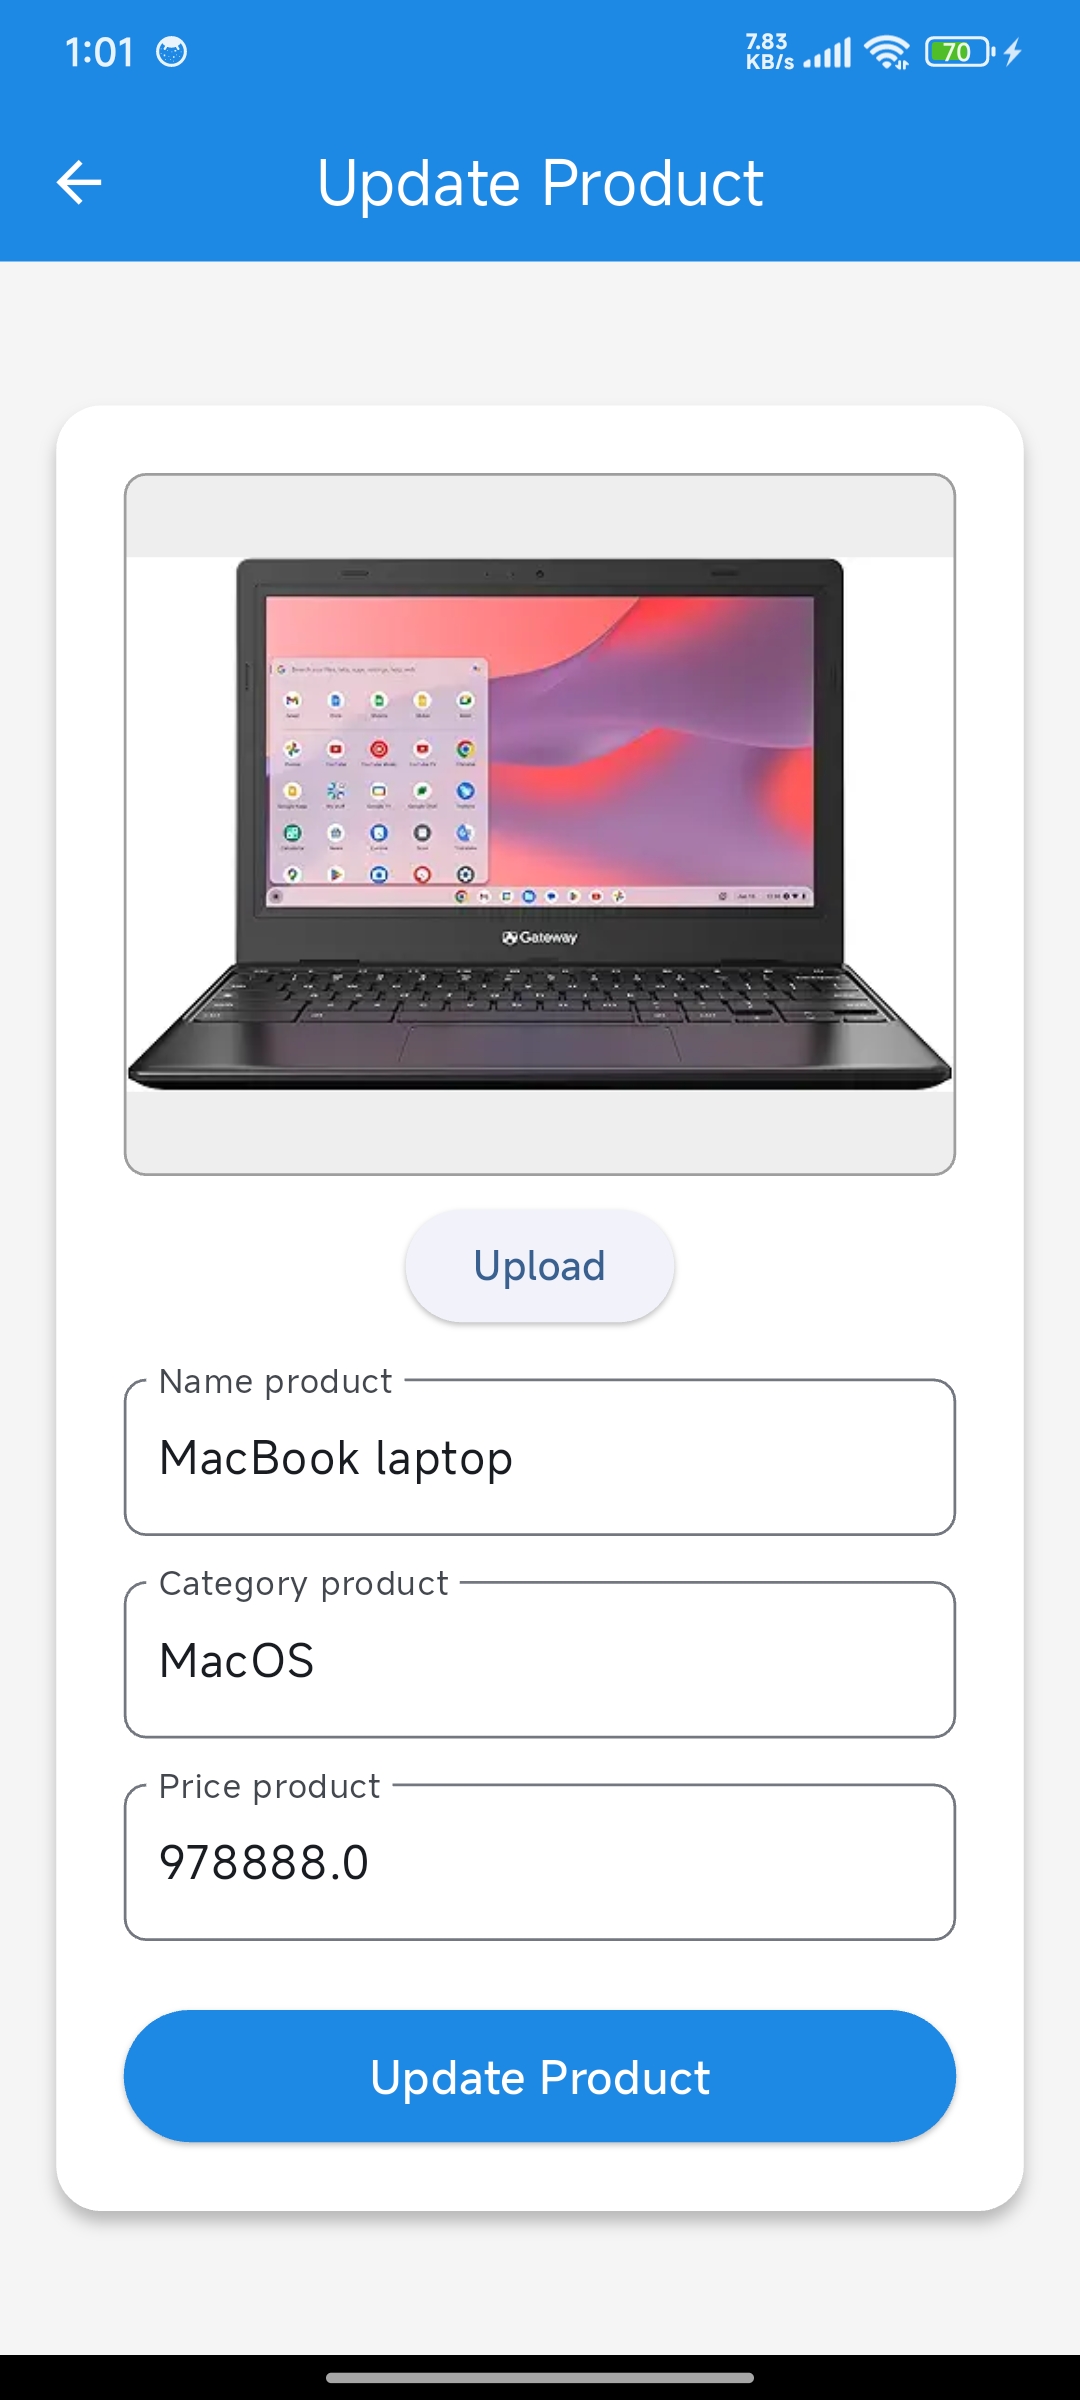 1:01
7.83
KB/s
70
Update Product
Gateway
Upload
Name product
MacBook laptop
Category product
MacOS
Price product
978888.0
Update Product